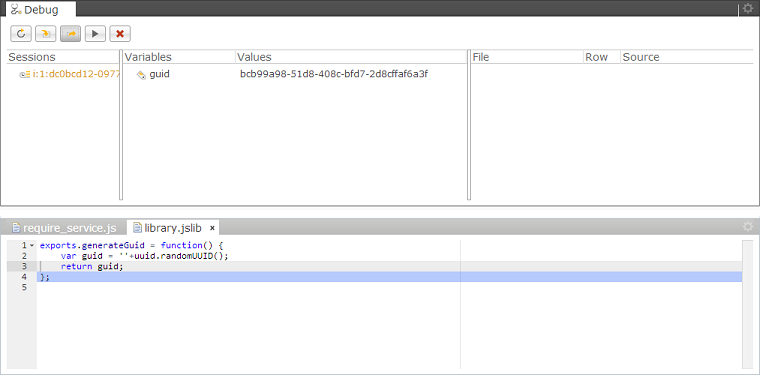 Debug
Sessions Variables Values File Row Source
i:1:dc0bcd12-0977 guid bcb99a98-51d8-408c-bfd7-2d8cffaf6a3f
require_service.js library.jslib ×
1 exports.generateGuid = function() {
2 var guid = ''+uuid.randomUUID();
3 return guid;
4 };
5